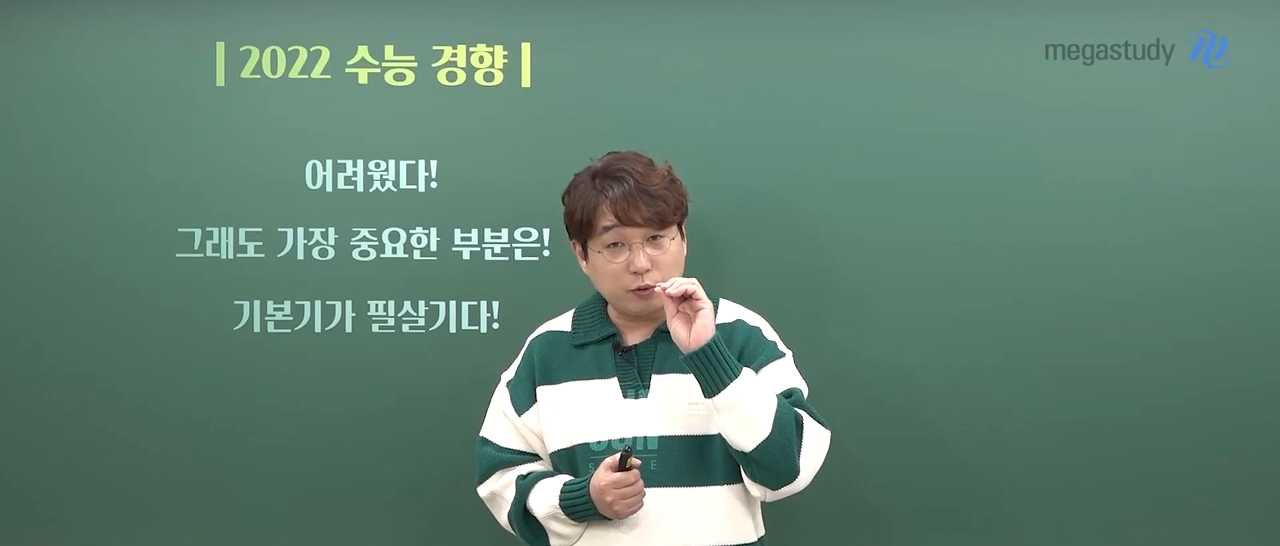 | 2022 수능 경향 |
megastudy
어려웠다!
그래도 가장 중요한 부분은!
기본기가 필살기다!